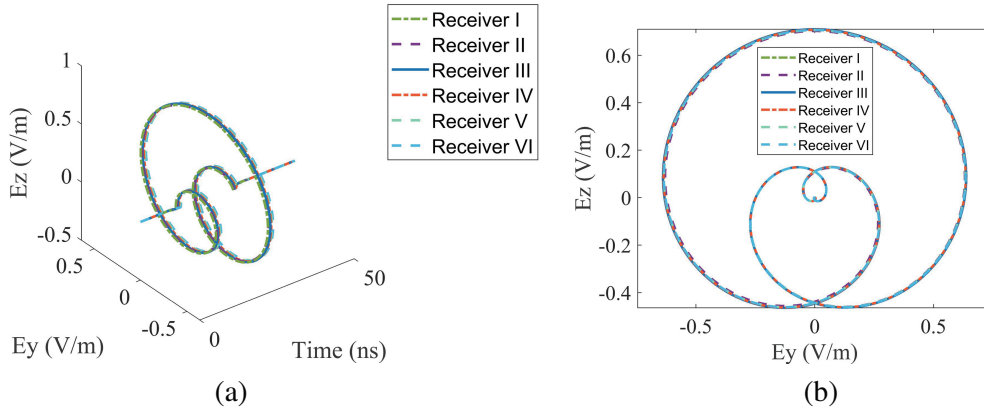 Receiver I
Receiver II
Receiver III
Receiver IV
Receiver V
Receiver VI
1
0.5
0
-0.5
Ez (V/m)
0.5
0
-0.5
Ey (V/m)
0
50
Time (ns)
(a)
0.6
0.4
0.2
0
-0.2
-0.4
Ez (V/m)
Receiver I
Receiver II
Receiver III
Receiver IV
Receiver V
Receiver VI
-0.5
0
0.5
Ey (V/m)
(b)